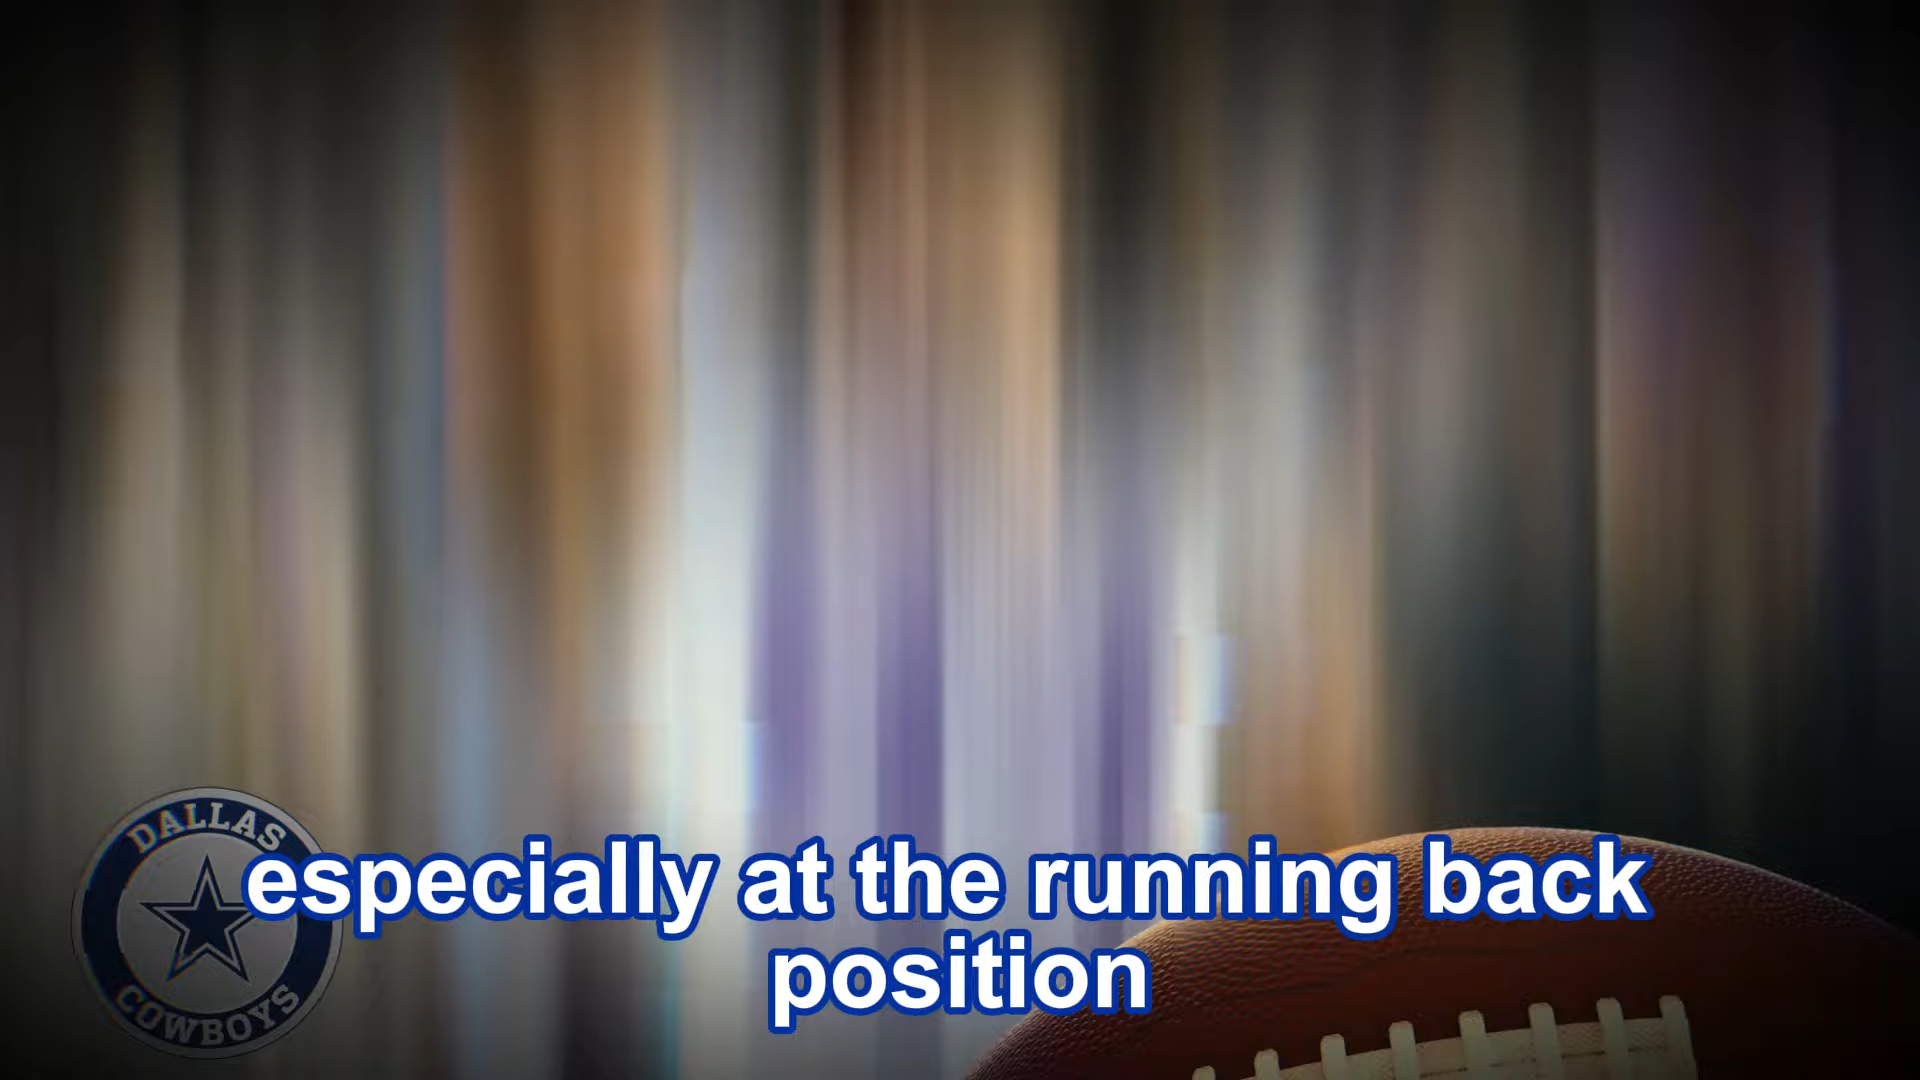 DALLAS
COWBOYS
especially at the running back
position